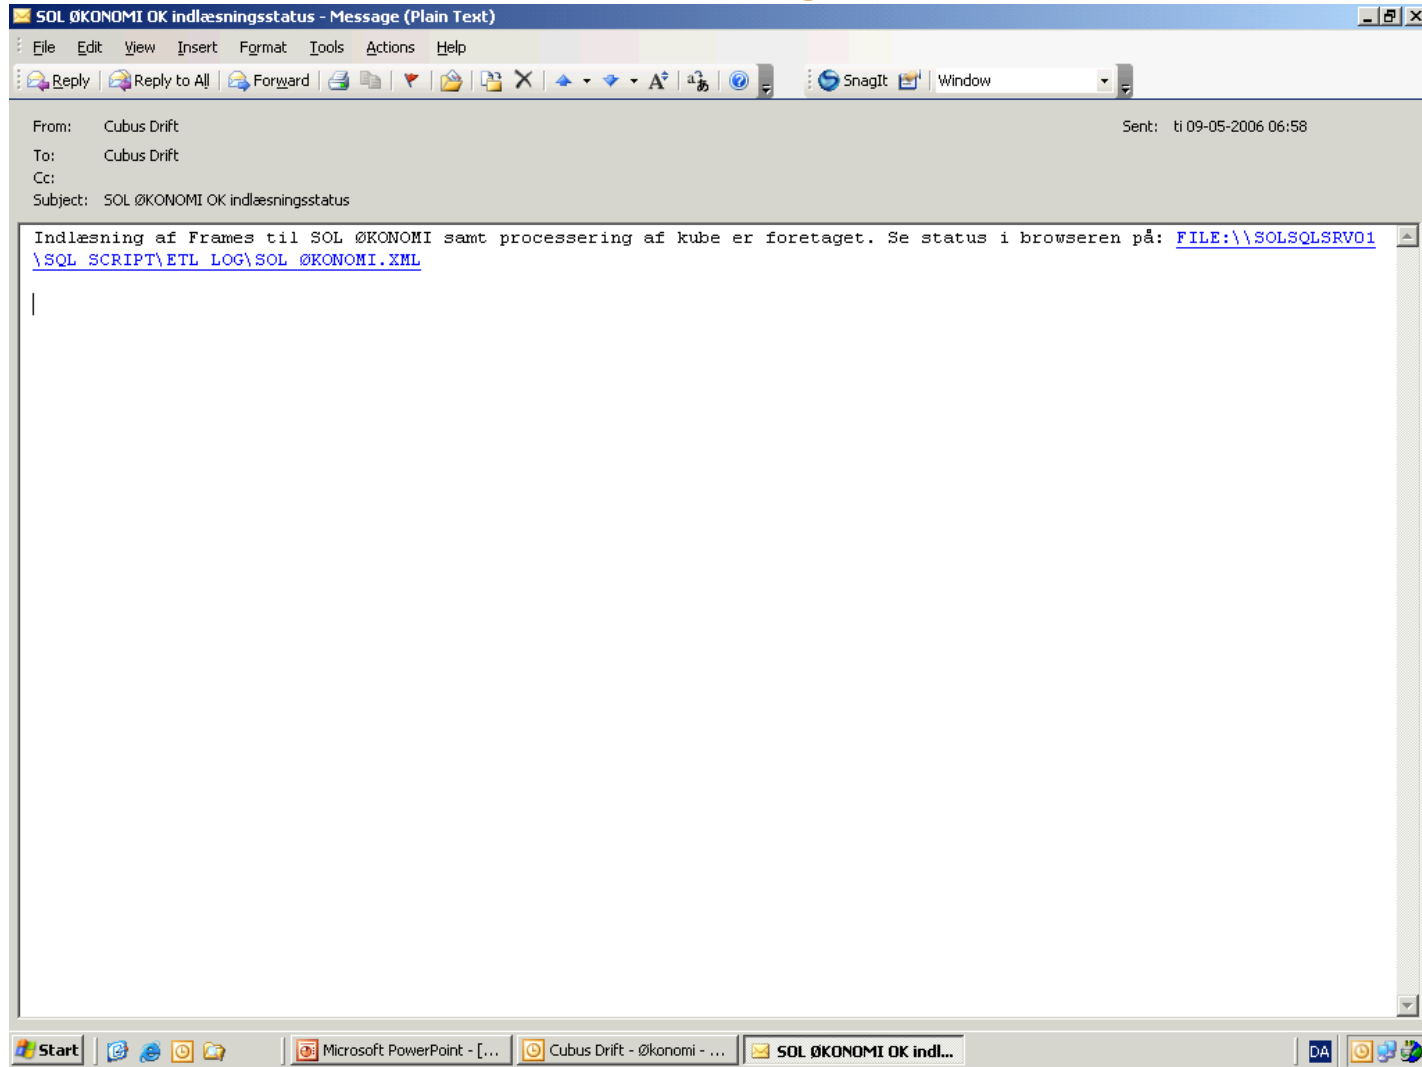 SOL ØKONOMI OK indlæsningsstatus - Message (Plain Text)
File Edit View Insert Format Tools Actions Help
Reply Reply to All Forward SnagIt Window
From: Cubus Drift Sent: ti 09-05-2006 06:58
To: Cubus Drift
Cc:
Subject: SOL ØKONOMI OK indlæsningsstatus
Indlæsning af Frames til SOL ØKONOMI samt processering af kube er foretaget. Se status i browseren på: FILE:\\SOLSQLSRV01
\SQL SCRIPT\ETL LOG\SOL ØKONOMI.XML
Start Microsoft PowerPoint - [... Cubus Drift - Økonomi - ... SOL ØKONOMI OK indl... DA